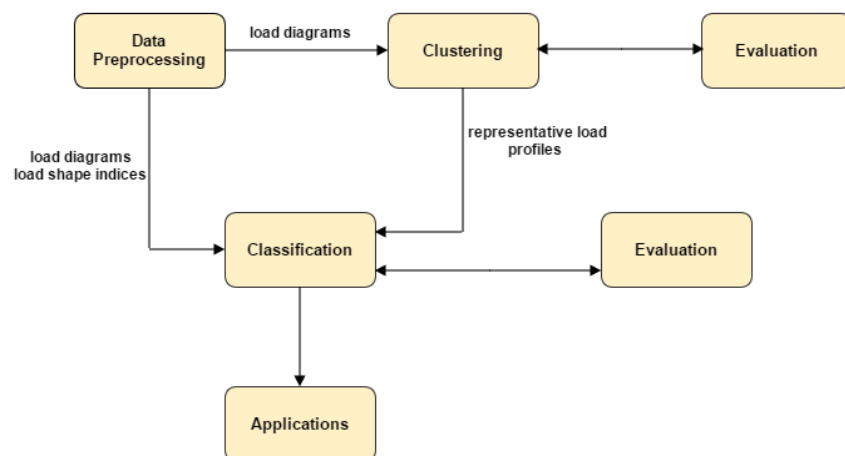 Data
Preprocessing
load diagrams
Clustering
Evaluation
representative load
profiles
load diagrams
load shape indices
Classification
Evaluation
Applications